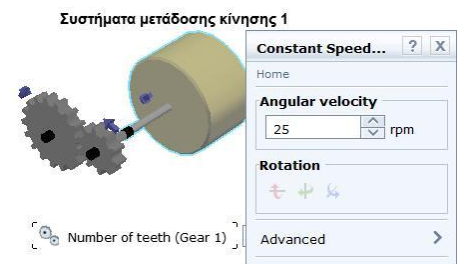 Συστήματα μετάδοσης κίνησης 1
Constant Speed... ? X
Home
Angular velocity
25 rpm
Rotation
Number of teeth (Gear 1)
Advanced